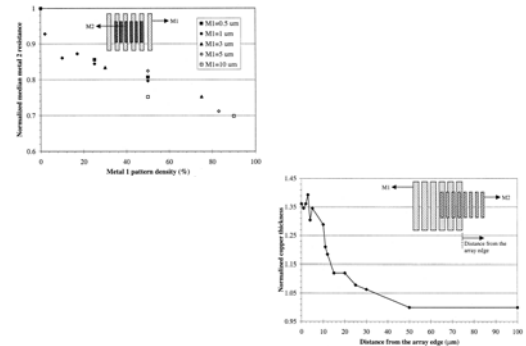 Normalized median metal 2 resistance
1
0.9
0.8
0.7
0.6
0
20
40
60
80
100
Metal 1 pattern density (%)
M2
M1
M1=0.5 um
M1=1 um
M1=3 um
M1=5 um
M1=10 um
Normalized copper thickness
1.45
1.35
1.25
1.15
1.05
0.95
0
10
20
30
40
50
60
70
80
90
100
Distance from the array edge (μm)
M1
M2
Distance from the
array edge